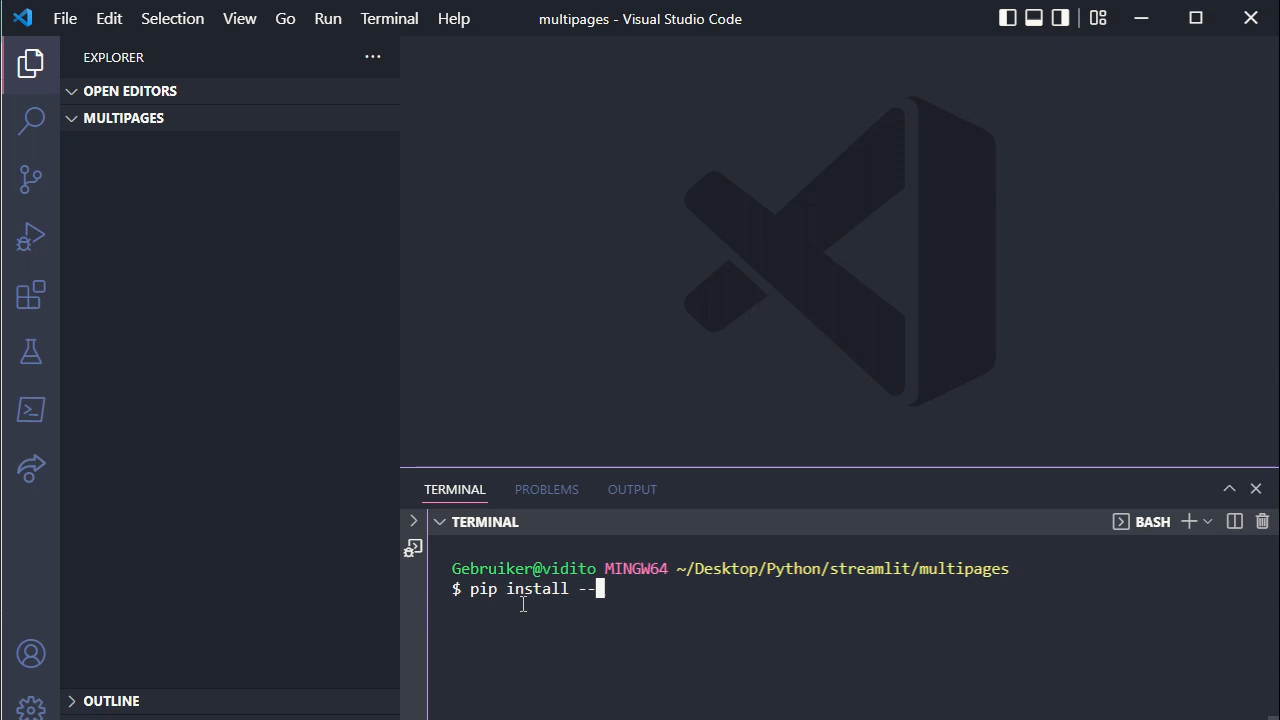 File Edit Selection View Go Run Terminal Help multipages - Visual Studio Code
EXPLORER
OPEN EDITORS
MULTIPAGES
OUTLINE
TERMINAL PROBLEMS OUTPUT
TERMINAL BASH
Gebruiker@vidito MINGW64 ~/Desktop/Python/streamlit/multipages
$ pip install --